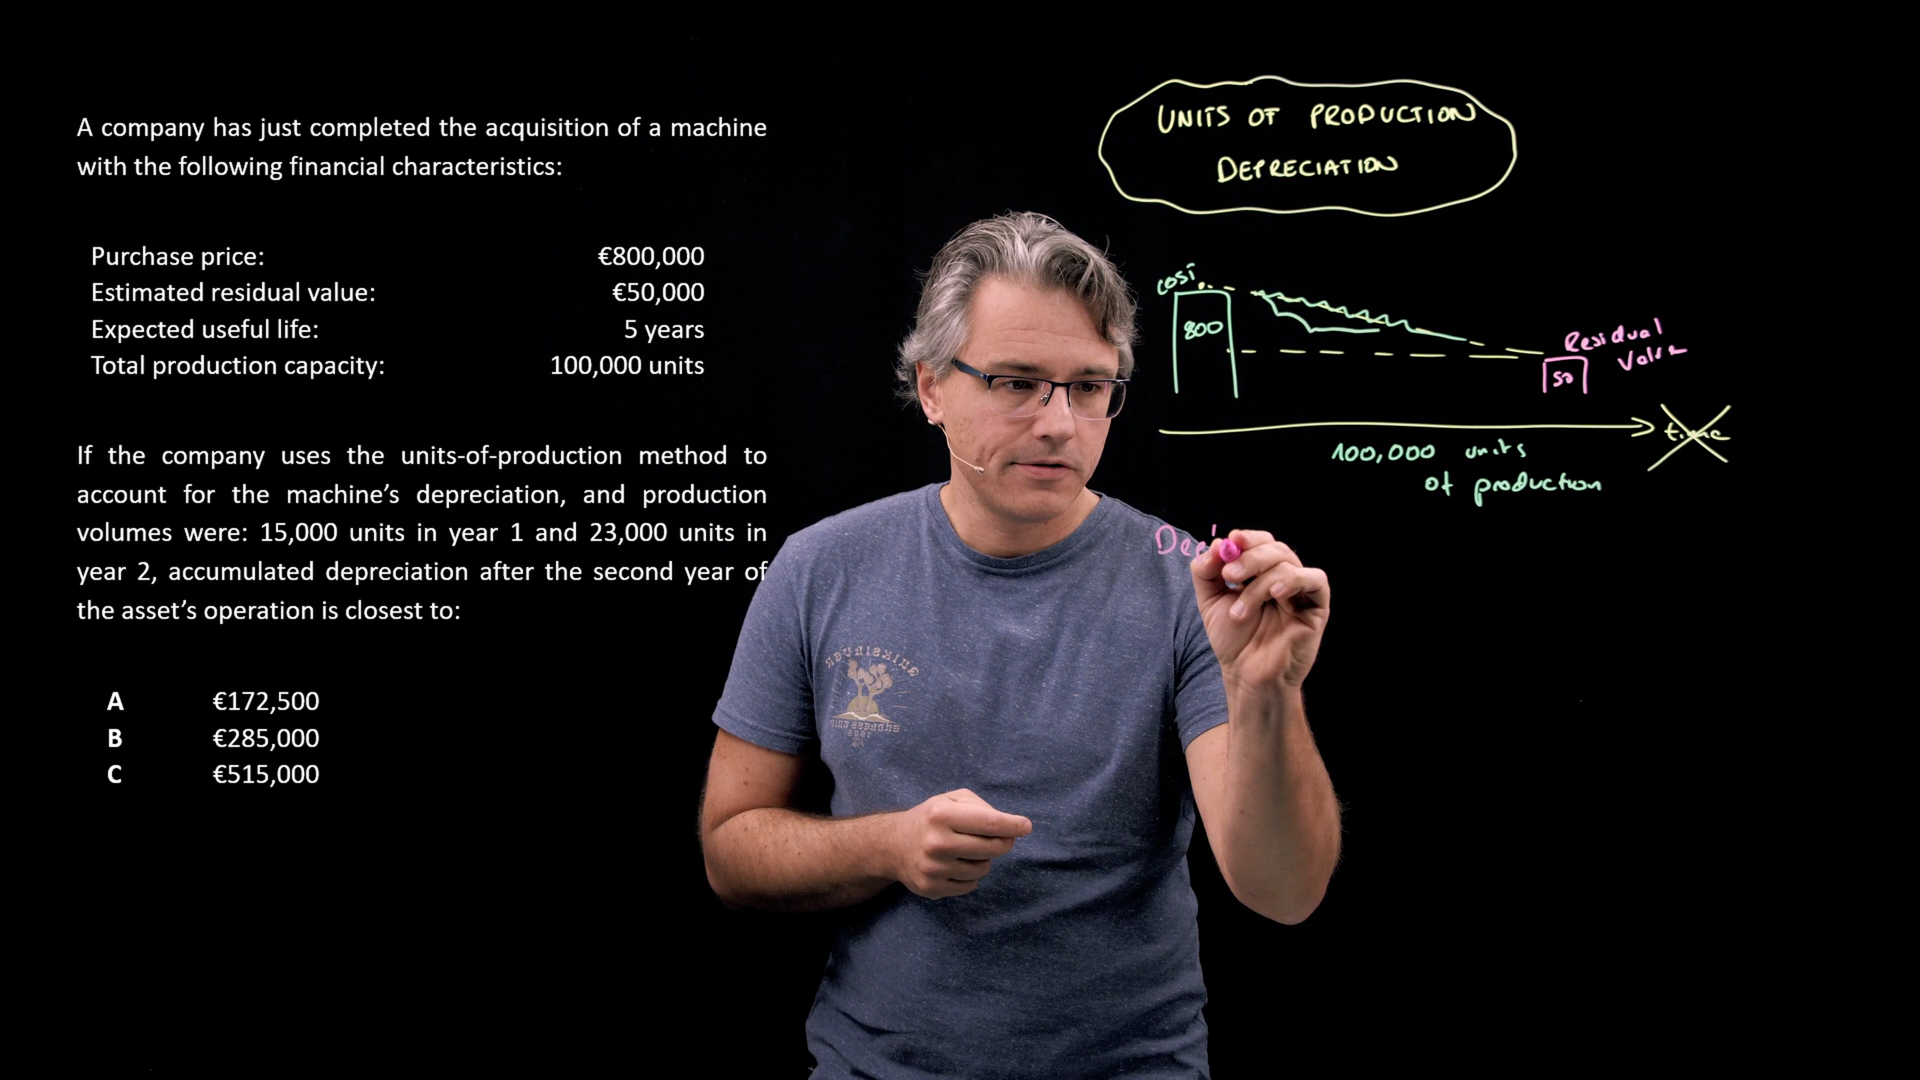 A company has just completed the acquisition of a machine
with the following financial characteristics:
Purchase price: €800,000
Estimated residual value: €50,000
Expected useful life: 5 years
Total production capacity: 100,000 units
If the company uses the units-of-production method to
account for the machine's depreciation, and production
volumes were: 15,000 units in year 1 and 23,000 units in
year 2, accumulated depreciation after the second year of
the asset's operation is closest to:
A €172,500
B €285,000
C €515,000
UNITS OF PRODUCTION
DEPRECIATION
COST
800
Residual
Value
50
time
100,000 units
of production
Dep